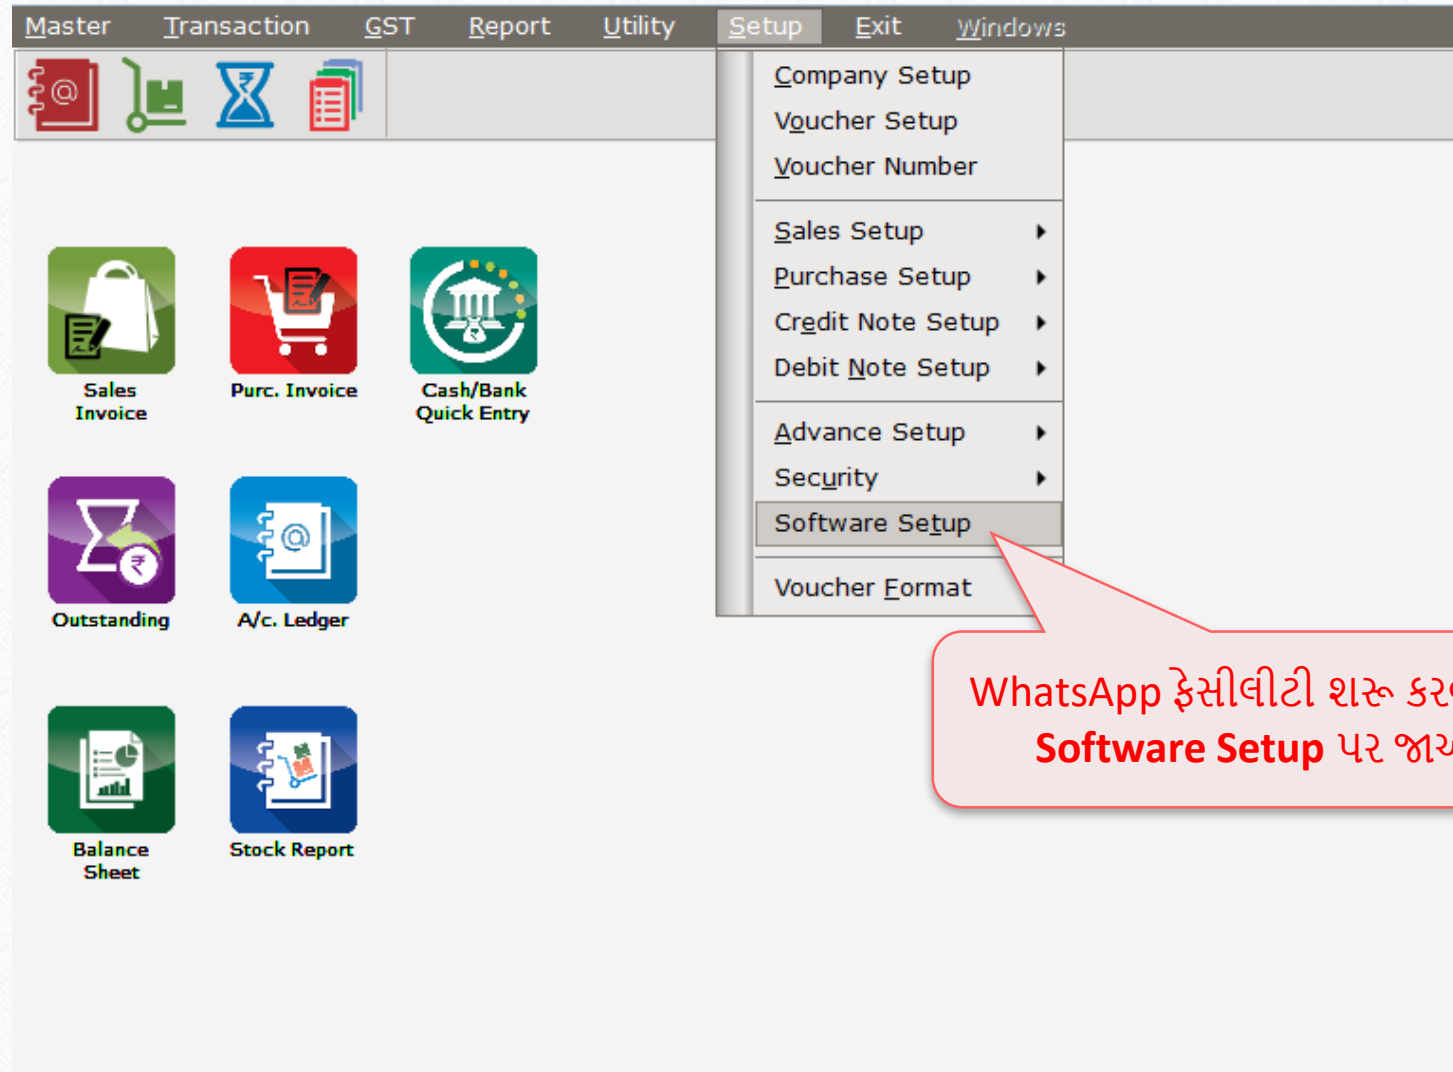 Master Transaction GST Report Utility Setup Exit Windows
Company Setup
Voucher Setup
Voucher Number
Sales Setup
Purchase Setup
Credit Note Setup
Debit Note Setup
Advance Setup
Security
Software Setup
Voucher Format
Sales
Invoice
Purc. Invoice
Cash/Bank
Quick Entry
Outstanding
A/c. Ledger
Balance
Sheet
Stock Report
WhatsApp ફેસીલીટી શરૂ
Software Setup પર